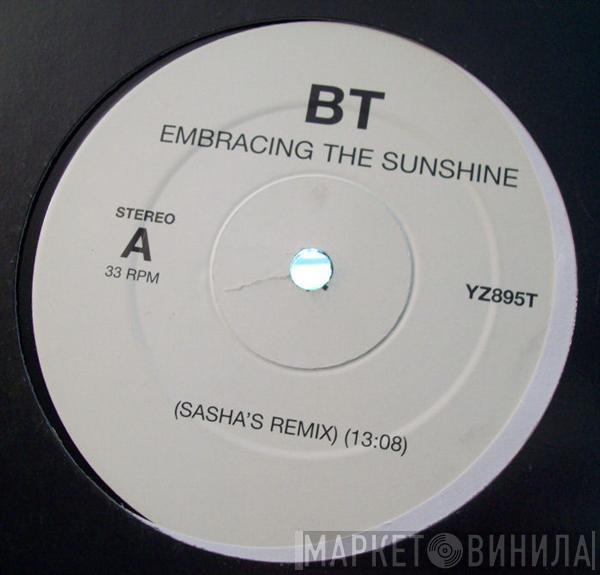 BT
EMBRACING THE SUNSHINE
STEREO
A
33 RPM
YZ895T
(SASHA'S REMIX) (13:08)
МАРКЕТ ВИНИЛА